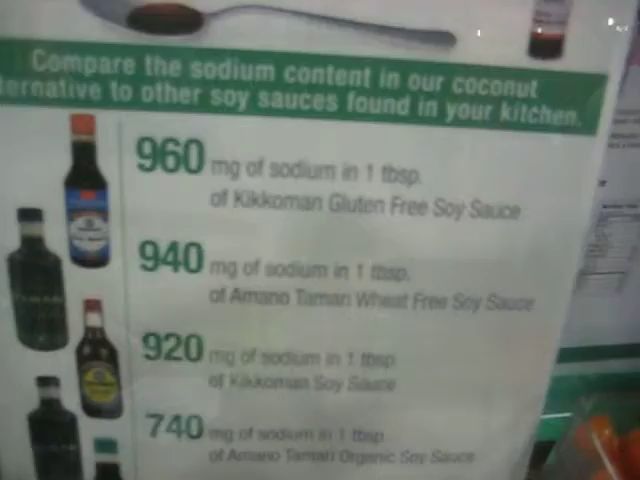 Compare the sodium content in our coconut
ternative to other soy sauces found in your kitchen.
960 mg of sodium in 1 tbsp.
of Kikkoman Gluten Free Soy Sauce
940 mg of sodium in 1 tbsp.
of Amano Tamari Wheat Free Soy Sauce
920 mg of sodium in 1 tbsp
of Kikkoman Soy Sauce
740 mg of sodium in 1 tbsp
of Amano Tamari Organic Soy Sauce